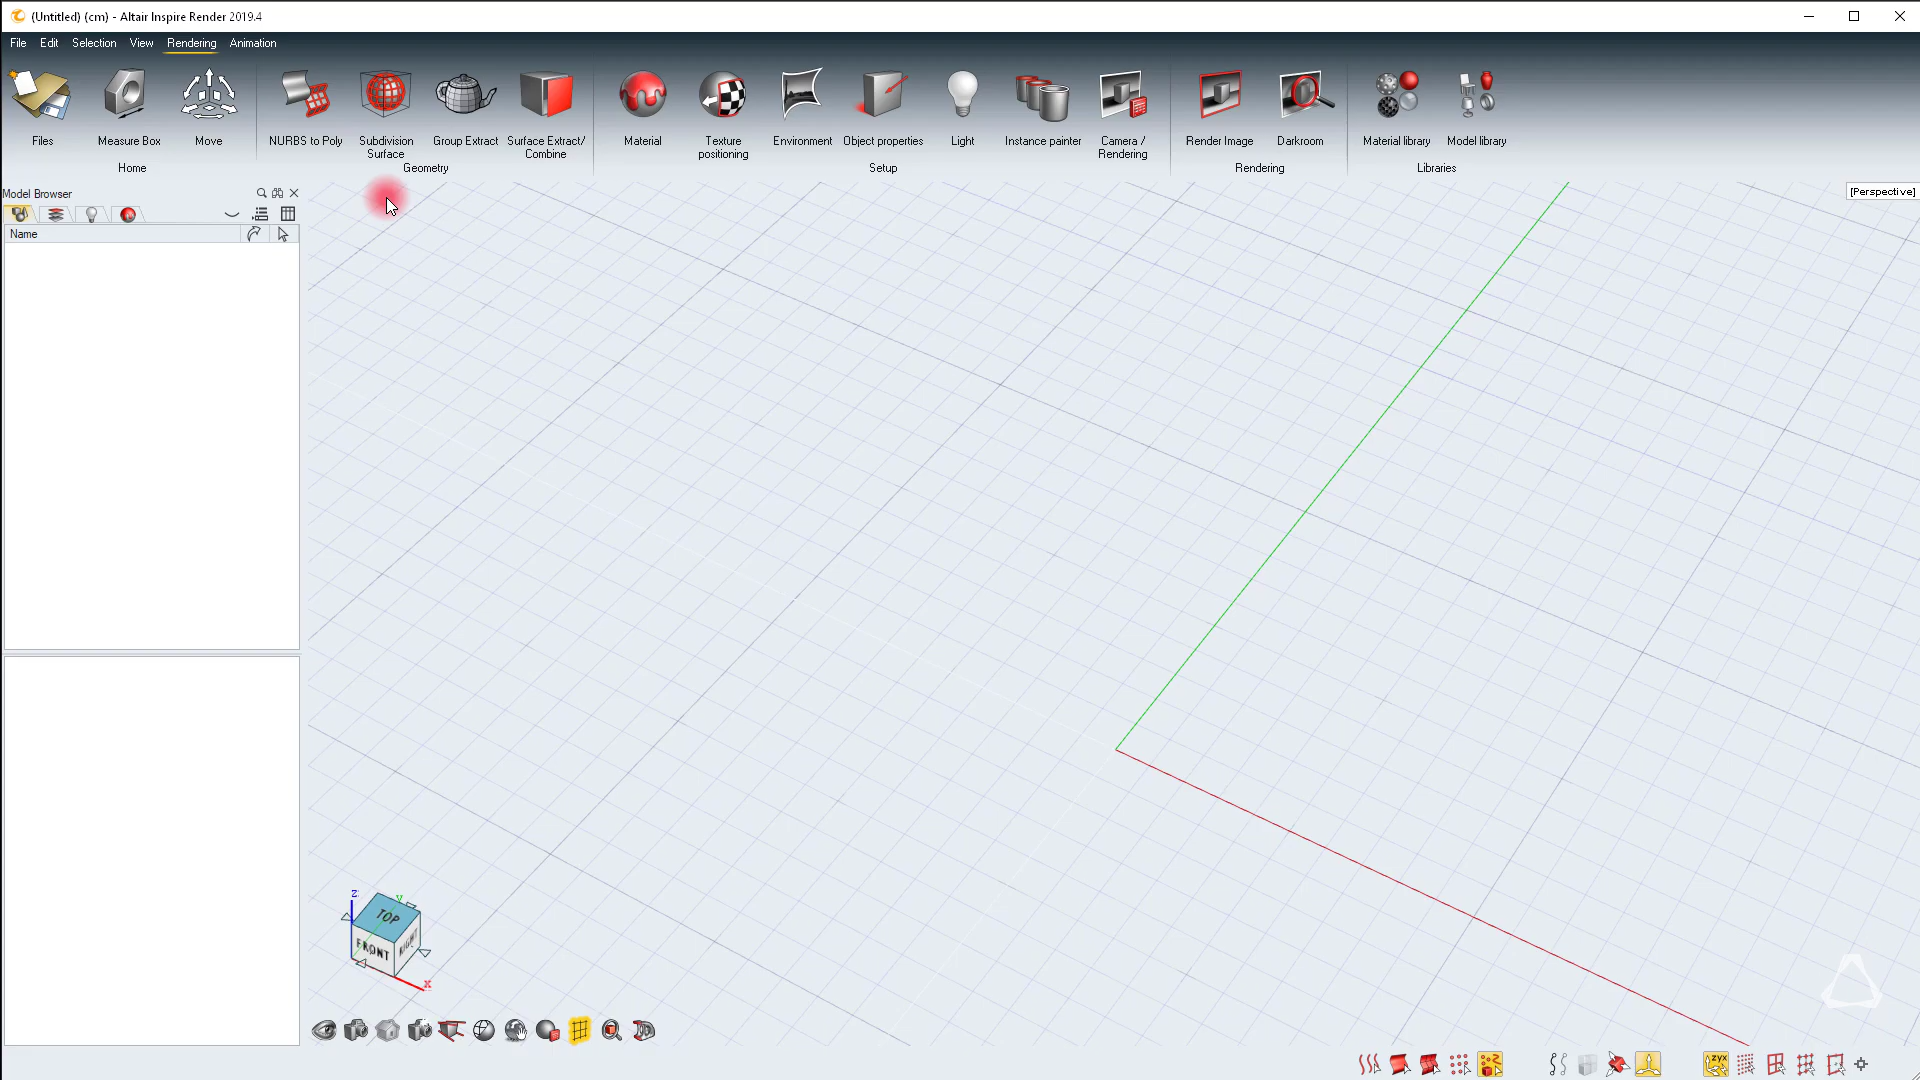 (Untitled) (cm) - Altair Inspire Render 2019.4
File Edit Selection View Rendering Animation
Files
Measure Box
Move
NURBS to Poly
Subdivision
Surface
Group Extract
Surface Extract/
Combine
Material
Texture
positioning
Environment
Object properties
Light
Instance painter
Camera /
Rendering
Render Image
Darkroom
Material library
Model library
Home
Geometry
Setup
Rendering
Libraries
Model Browser
[Perspective]
Name
Z
Y
TOP
FRONT
RIGHT
X
zyx